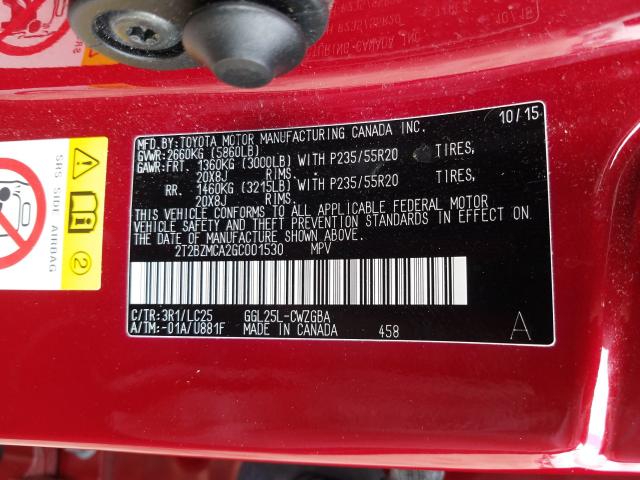 MFD.BY:TOYOTA MOTOR MANUFACTURING CANADA INC. 10/15
GVWR:2660KG (5860LB)
GAWR:FRT. 1360KG (3000LB) WITH P235/55R20 TIRES,
20X8J RIMS.
RR. 1460KG (3215LB) WITH P235/55R20 TIRES,
20X8J RIMS.
THIS VEHICLE CONFORMS TO ALL APPLICABLE FEDERAL MOTOR
VEHICLE SAFETY AND THEFT PREVENTION STANDARDS IN EFFECT ON
THE DATE OF MANUFACTURE SHOWN ABOVE.
2T2BZMCA2GC001530 MPV
C/TR:3R1/LC25 GGL25L-CWZGBA
A/TM:-01A/U881F MADE IN CANADA 458 A
SRS SIDE AIRBAG